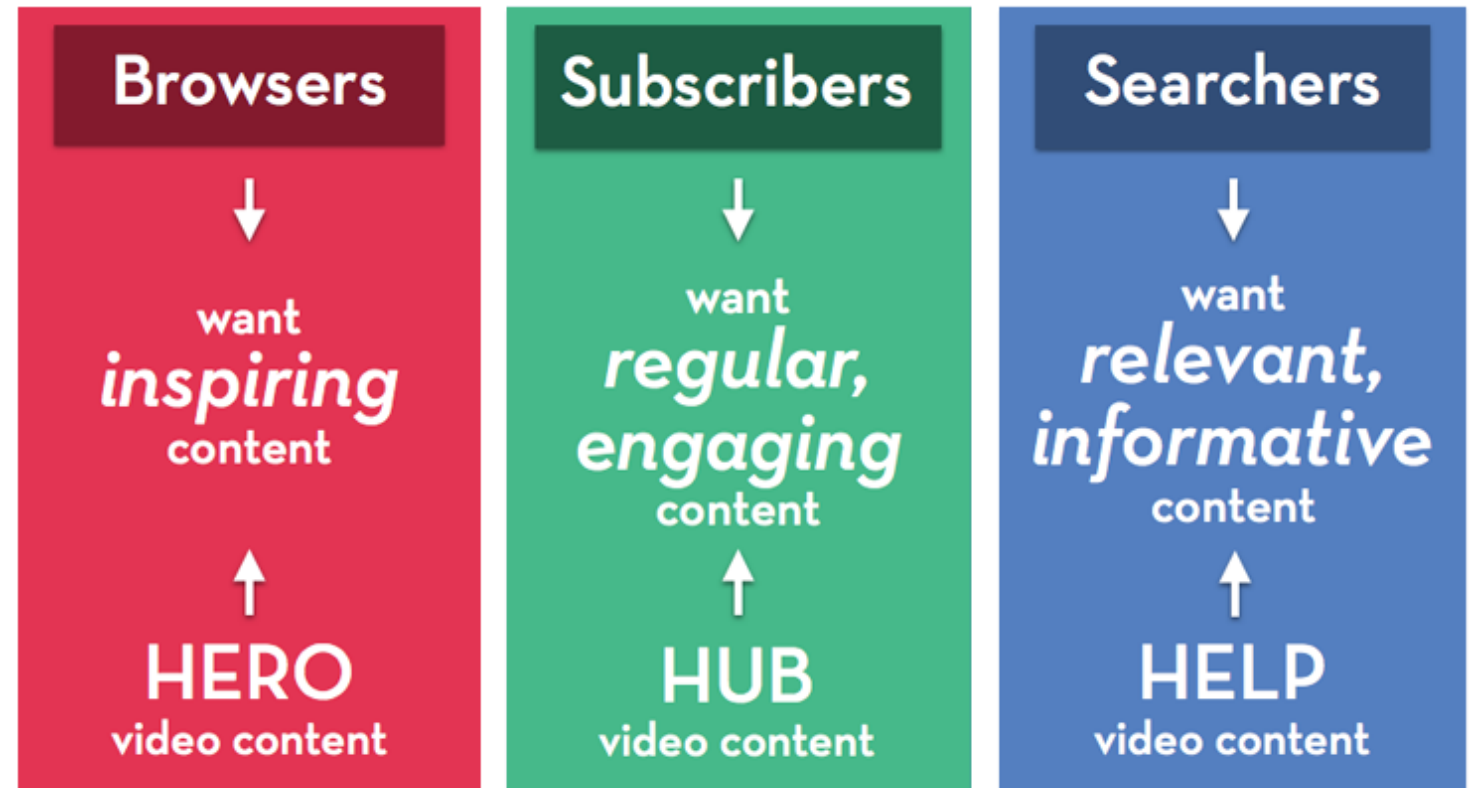 Browsers
want
inspiring
content
HERO
video content
Subscribers
want
regular,
engaging
content
HUB
video content
Searchers
want
relevant,
informative
content
HELP
video content